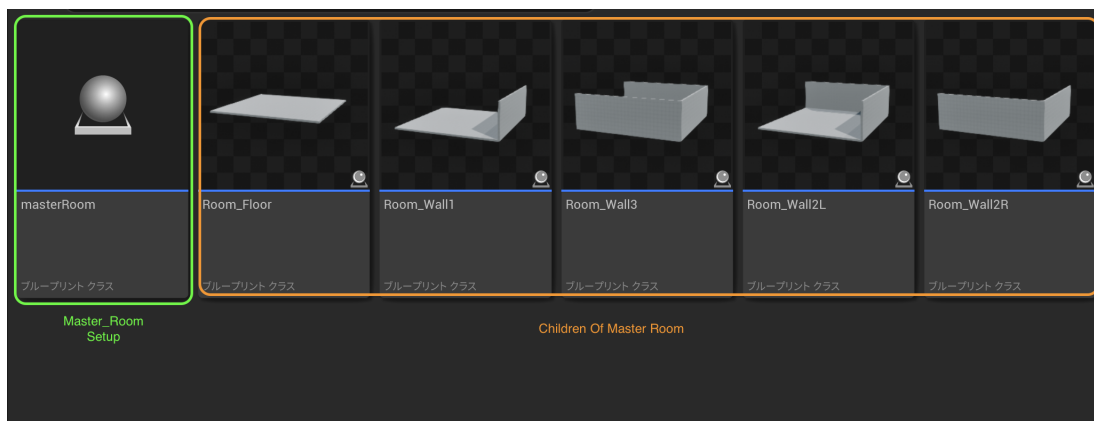 masterRoom
Room_Floor
Room_Wall1
Room_Wall3
Room_Wall2L
Room_Wall2R
ブループリント クラス
ブループリント クラス
ブループリント クラス
ブループリント クラス
ブループリント クラス
ブループリント クラス
Master_Room
Setup
Children Of Master Room